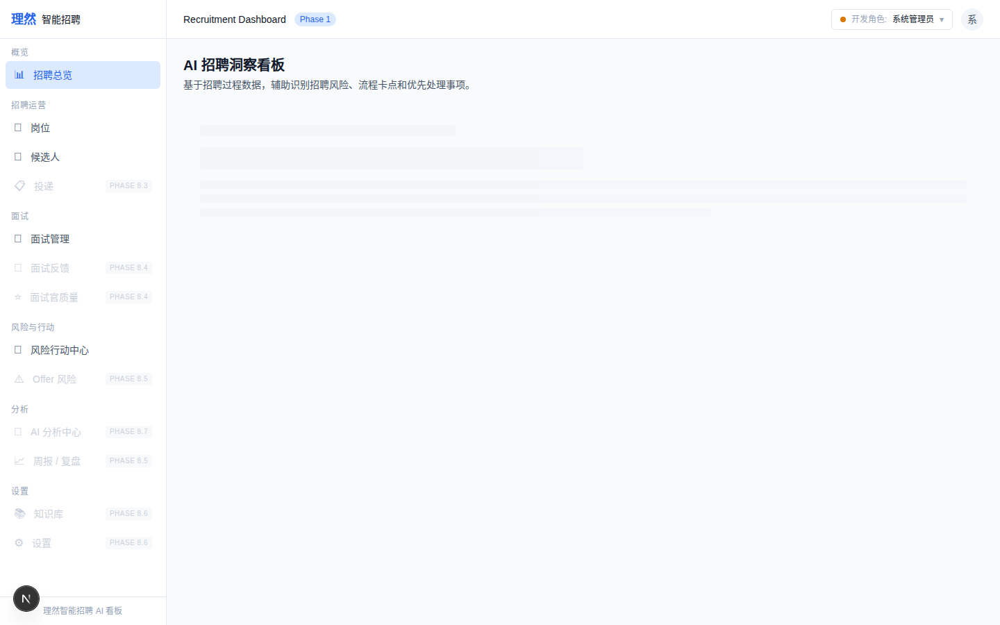 理然 智能招聘
概览
招聘总览
招聘运营
岗位
候选人
投递 PHASE 8.3
面试
面试管理
面试反馈 PHASE 8.4
面试官质量 PHASE 8.4
风险与行动
风险行动中心
Offer 风险 PHASE 8.5
分析
AI 分析中心 PHASE 8.7
周报 / 复盘 PHASE 8.5
设置
知识库 PHASE 8.6
设置 PHASE 8.6
N
理然智能招聘 AI 看板
Recruitment Dashboard Phase 1
开发角色: 系统管理员 ▾
系
AI 招聘洞察看板
基于招聘过程数据，辅助识别招聘风险、流程卡点和优先处理事项。